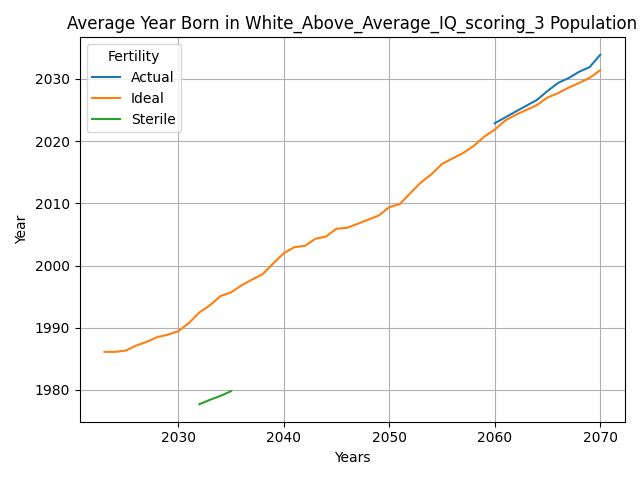 Average Year Born in White_Above_Average_IQ_scoring_3 Population
Fertility
Actual
Ideal
Sterile
2030
2020
2010
2000
1990
1980
Year
2030 2040 2050 2060 2070
Years